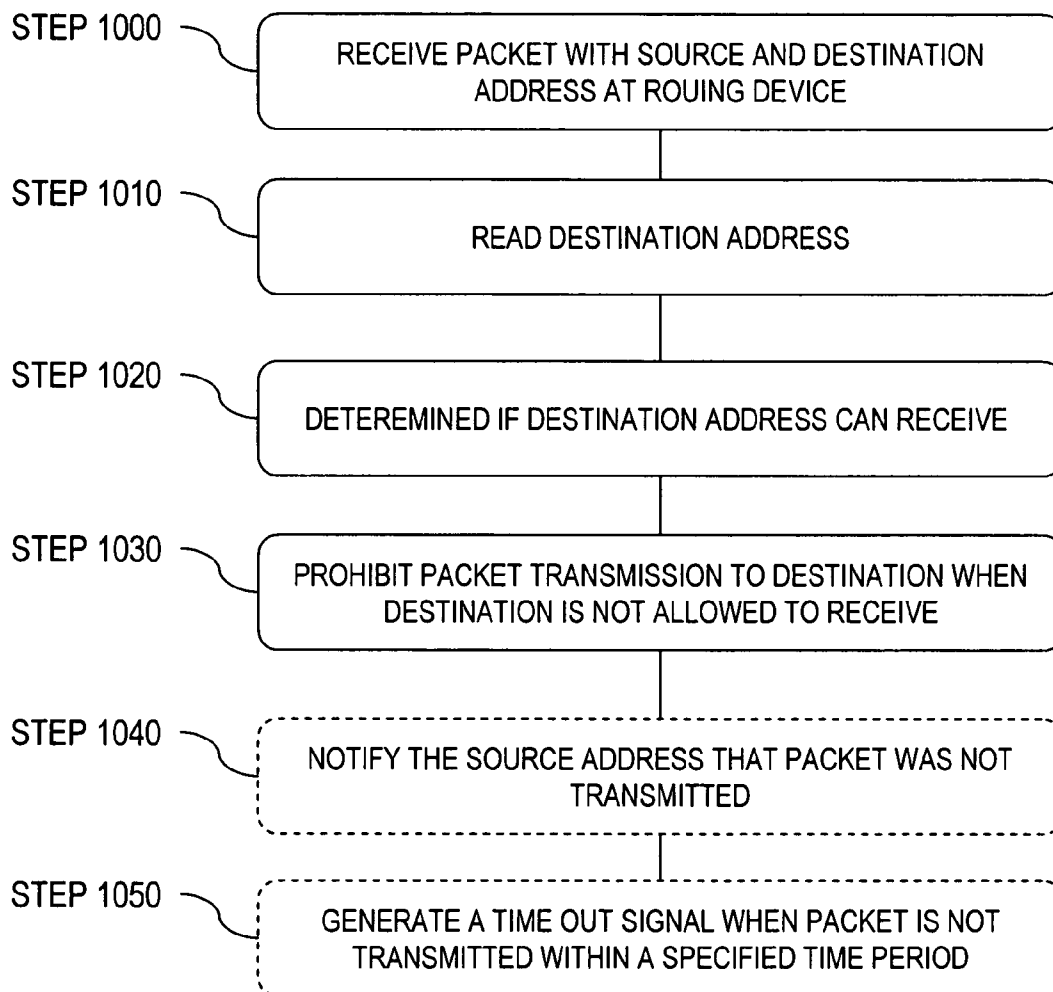 STEP 1000
RECEIVE PACKET WITH SOURCE AND DESTINATION
ADDRESS AT ROUING DEVICE
STEP 1010
READ DESTINATION ADDRESS
STEP 1020
DETEREMINED IF DESTINATION ADDRESS CAN RECEIVE
STEP 1030
PROHIBIT PACKET TRANSMISSION TO DESTINATION WHEN
DESTINATION IS NOT ALLOWED TO RECEIVE
STEP 1040
NOTIFY THE SOURCE ADDRESS THAT PACKET WAS NOT
TRANSMITTED
STEP 1050
GENERATE A TIME OUT SIGNAL WHEN PACKET IS NOT
TRANSMITTED WITHIN A SPECIFIED TIME PERIOD